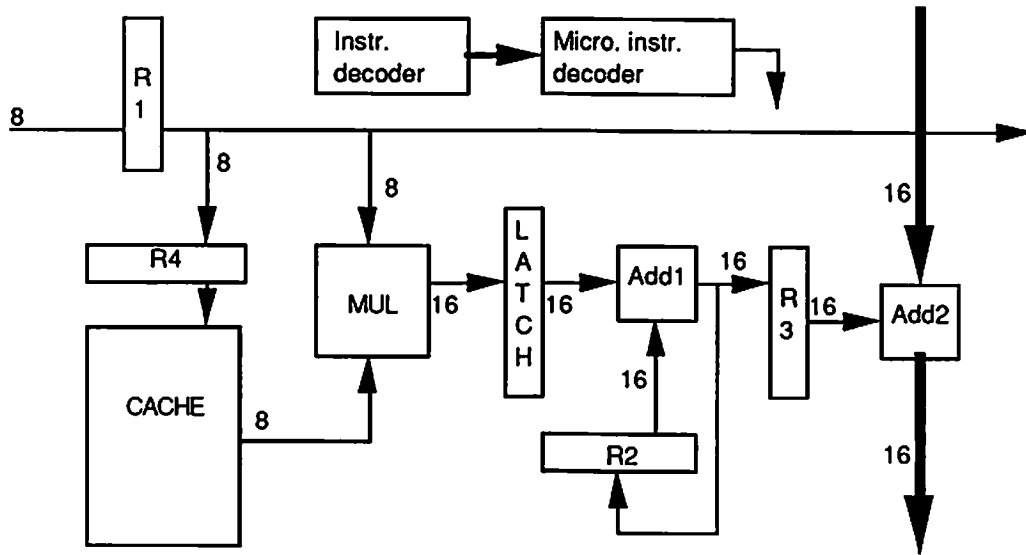 Instr.
decoder
Micro. instr.
decoder
R
1
8
8
8
16
R4
L
A
T
C
H
MUL
16
16
Add1
16
R
3
16
Add2
16
CACHE
8
R2
16